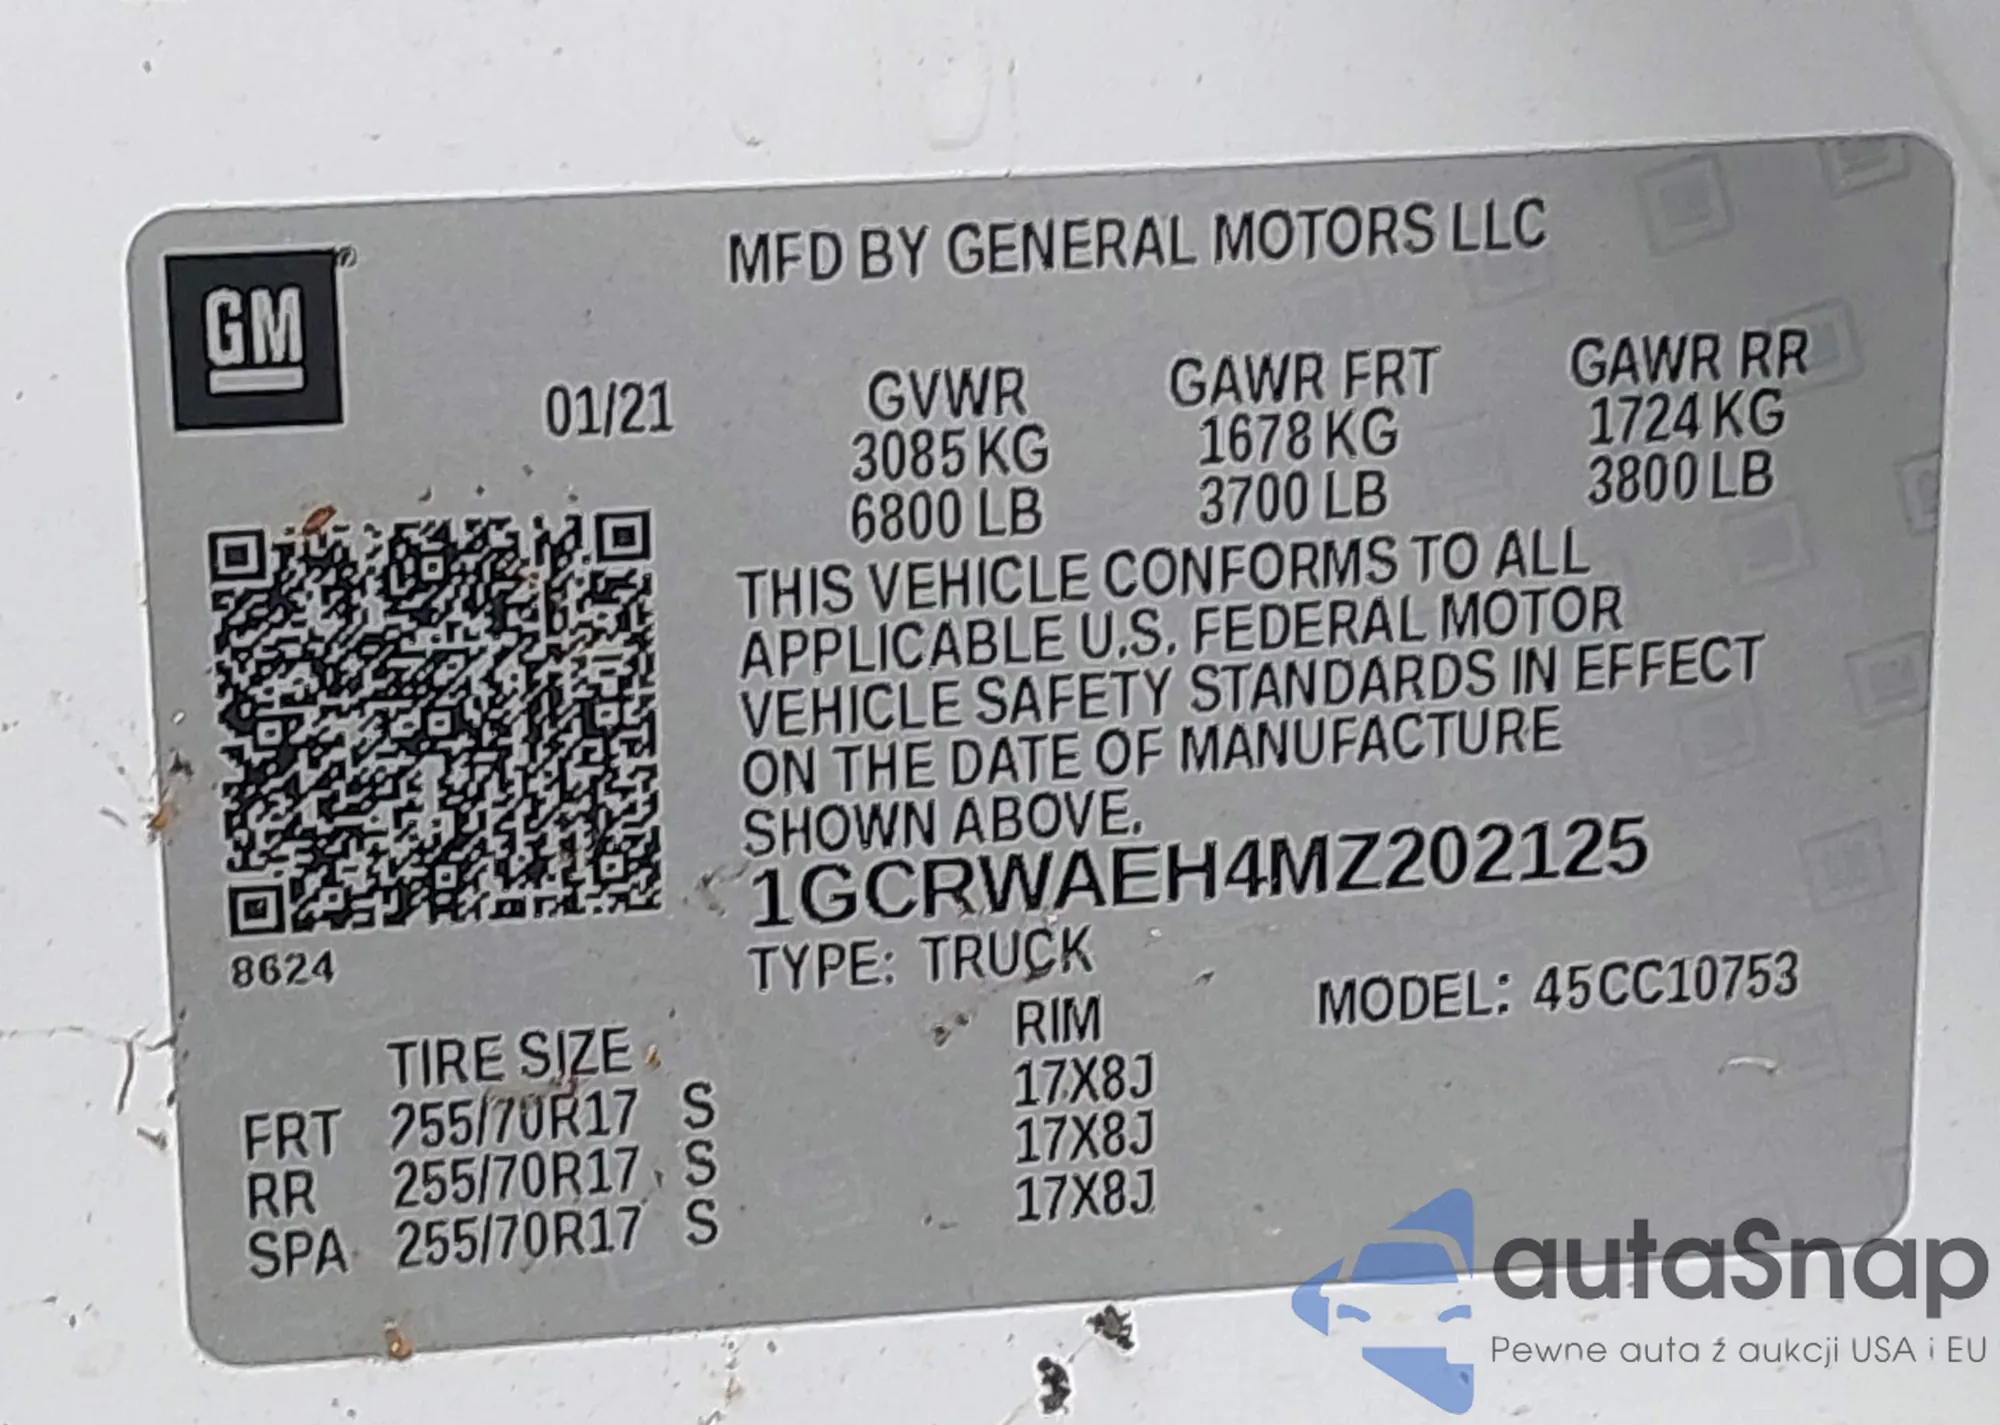 MFD BY GENERAL MOTORS LLC
GM
01/21
GVWR GAWR FRT GAWR RR
3085 KG 1678 KG 1724 KG
6800 LB 3700 LB 3800 LB
THIS VEHICLE CONFORMS TO ALL
APPLICABLE U.S. FEDERAL MOTOR
VEHICLE SAFETY STANDARDS IN EFFECT
ON THE DATE OF MANUFACTURE
SHOWN ABOVE.
1GCRWAEH4MZ202125
8624
TYPE: TRUCK MODEL: 45CC10753
TIRE SIZE RIM
FRT 255/70R17 S 17X8J
RR 255/70R17 S 17X8J
SPA 255/70R17 S 17X8J
autaSnap
Pewne auta ź aukcji USA i EU